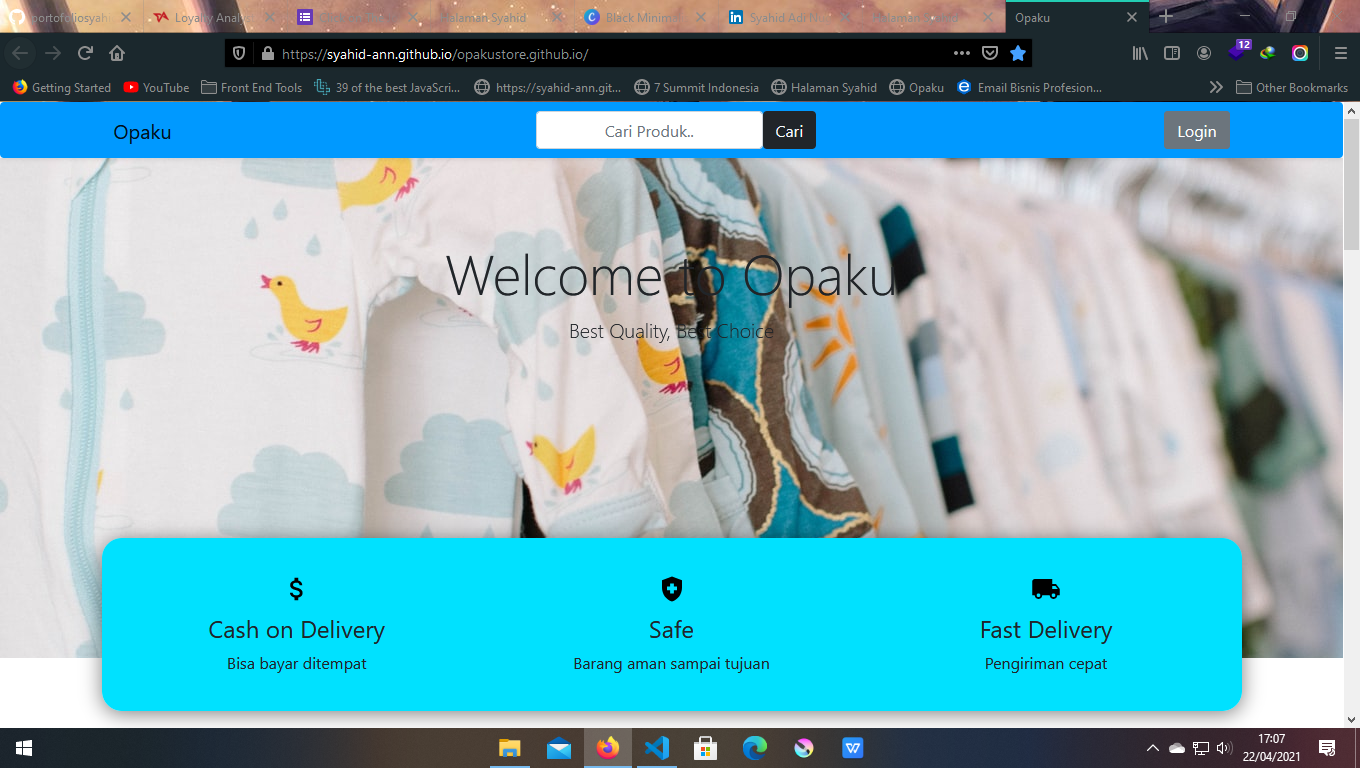 portofoliosyah
Loyalty Analy
Halaman Syahid
Black Minim
Syahid Adi N
Opaku
https://syahid-ann.github.io/opakustore.github.io/
12
Getting Started
YouTube
Front End Tools
39 of the best JavaScri...
https://syahid-ann.git...
7 Summit Indonesia
Halaman Syahid
Opaku
Email Bisnis Profesion...
Other Bookmarks
Opaku
Cari Produk..
Cari
Login
Welcome to Opaku
Best Quality, Best Choice
Cash on Delivery
Safe
Fast Delivery
Bisa bayar ditempat
Barang aman sampai tujuan
Pengiriman cepat
17:07
22/04/2021